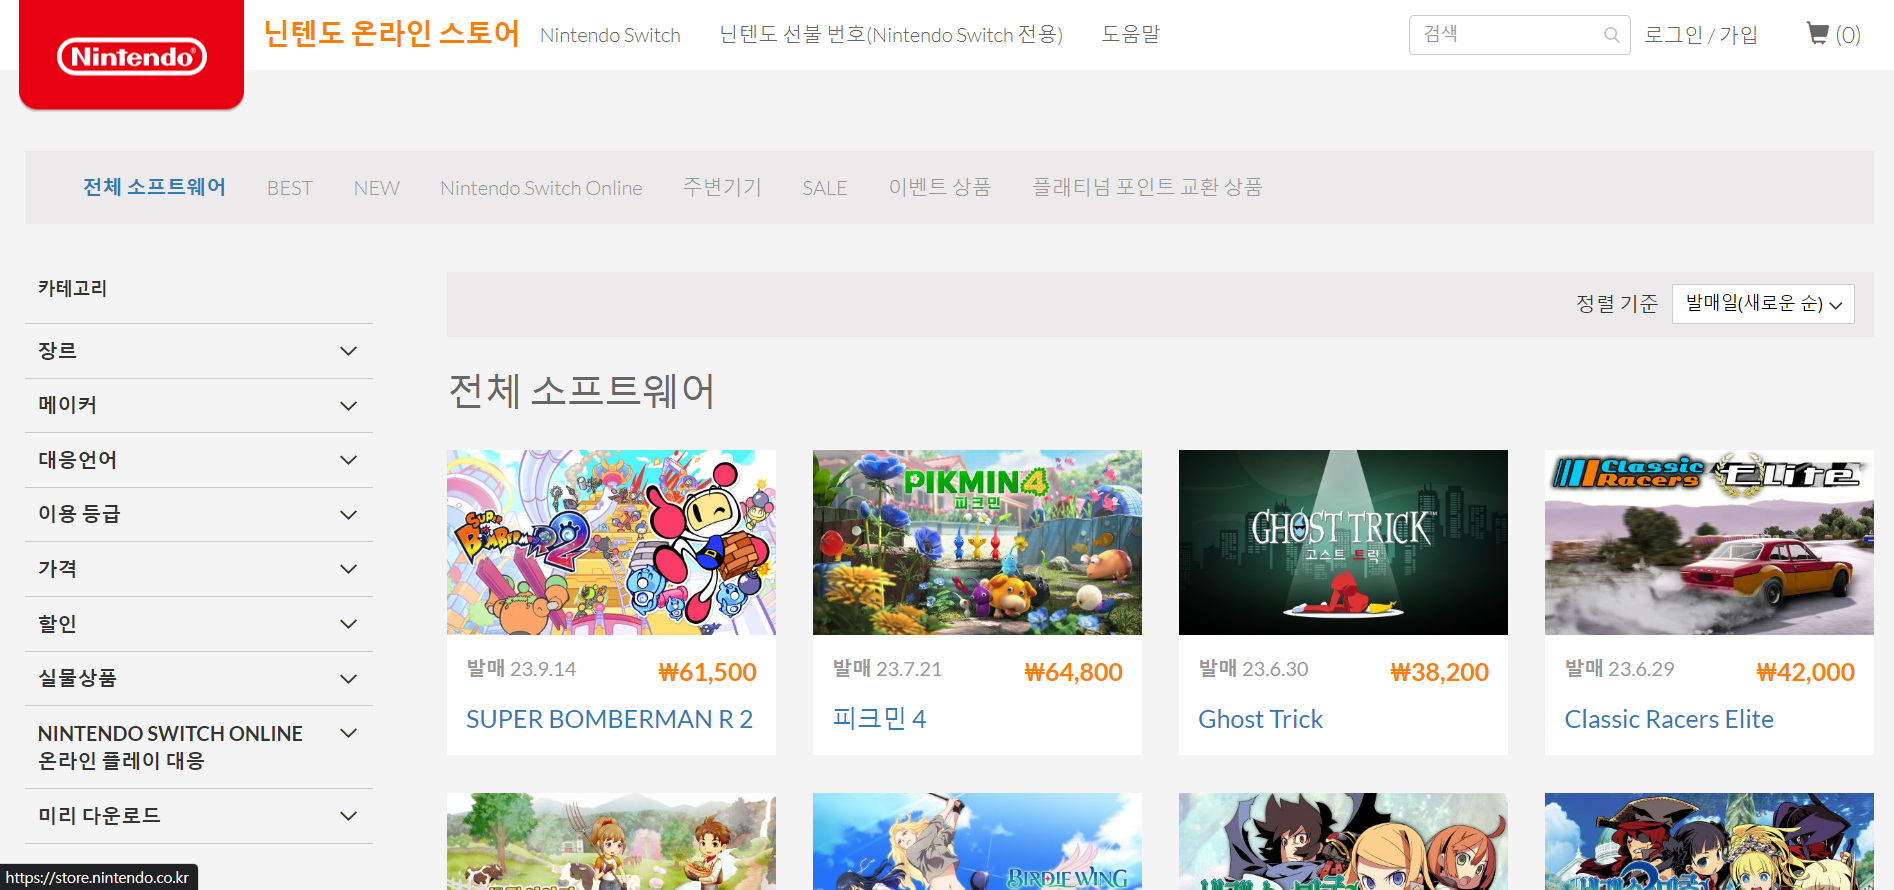 Nintendo
닌텐도 온라인 스토어 Nintendo Switch 닌텐도 선불 번호(Nintendo Switch 전용) 도움말 검색 로그인 / 가입 (0)
전체 소프트웨어 BEST NEW Nintendo Switch Online 주변기기 SALE 이벤트 상품 플래티넘 포인트 교환 상품
카테고리
장르
메이커
대응언어
이용 등급
가격
할인
실물상품
NINTENDO SWITCH ONLINE
온라인 플레이 대응
미리 다운로드
정렬 기준 발매일(새로운 순)
전체 소프트웨어
SUPER
BOMBERMAN R 2
PIKMIN 4
피크민
GHOST TRICK™
고스트 트릭
Classic
Racers Elite
발매 23.9.14 ₩61,500
SUPER BOMBERMAN R 2
발매 23.7.21 ₩64,800
피크민 4
발매 23.6.30 ₩38,200
Ghost Trick
발매 23.6.29 ₩42,000
Classic Racers Elite
BIRDIE WING
https://store.nintendo.co.kr